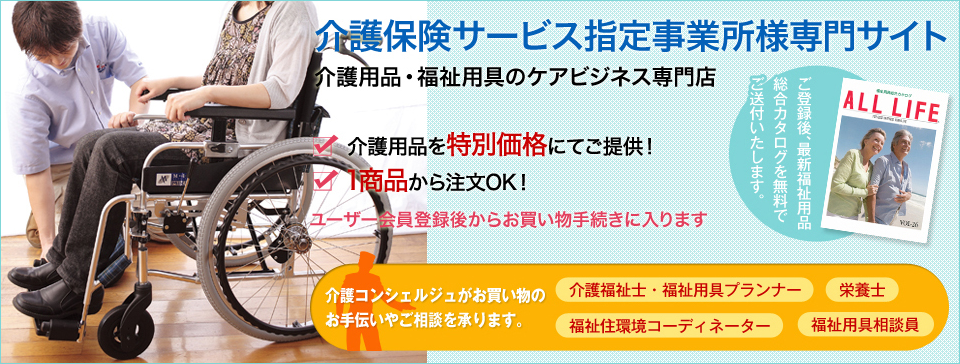 介護保険サービス指定事業所様専門サイト
介護用品・福祉用具のケアビジネス専門店
介護用品を特別価格にてご提供！
1商品から注文OK！
ユーザー会員登録後からお買い物手続きに入ります
ご登録後、最新福祉用品
総合カタログを無料で
ご送付いたします。
ALL LIFE
VOL.26
介護コンシェルジュがお買い物の
お手伝いやご相談を承ります。
介護福祉士・福祉用具プランナー
栄養士
福祉住環境コーディネーター
福祉用具相談員